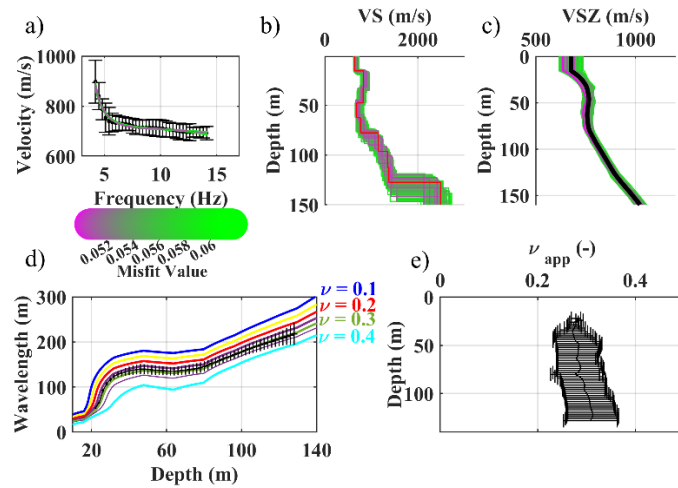 a)
Velocity (m/s)
1000
800
600
5
10
15
Frequency (Hz)
0.052
0.054
0.056
0.058
0.06
Misfit Value
b)
VS (m/s)
0
2000
Depth (m)
0
50
100
150
c)
VSZ (m/s)
500
1000
Depth (m)
0
50
100
150
d)
Wavelength (m)
300
200
100
0
20
60
100
140
Depth (m)
ν = 0.1
ν = 0.2
ν = 0.3
ν = 0.4
e)
ν app (-)
0
0.2
0.4
Depth (m)
0
50
100